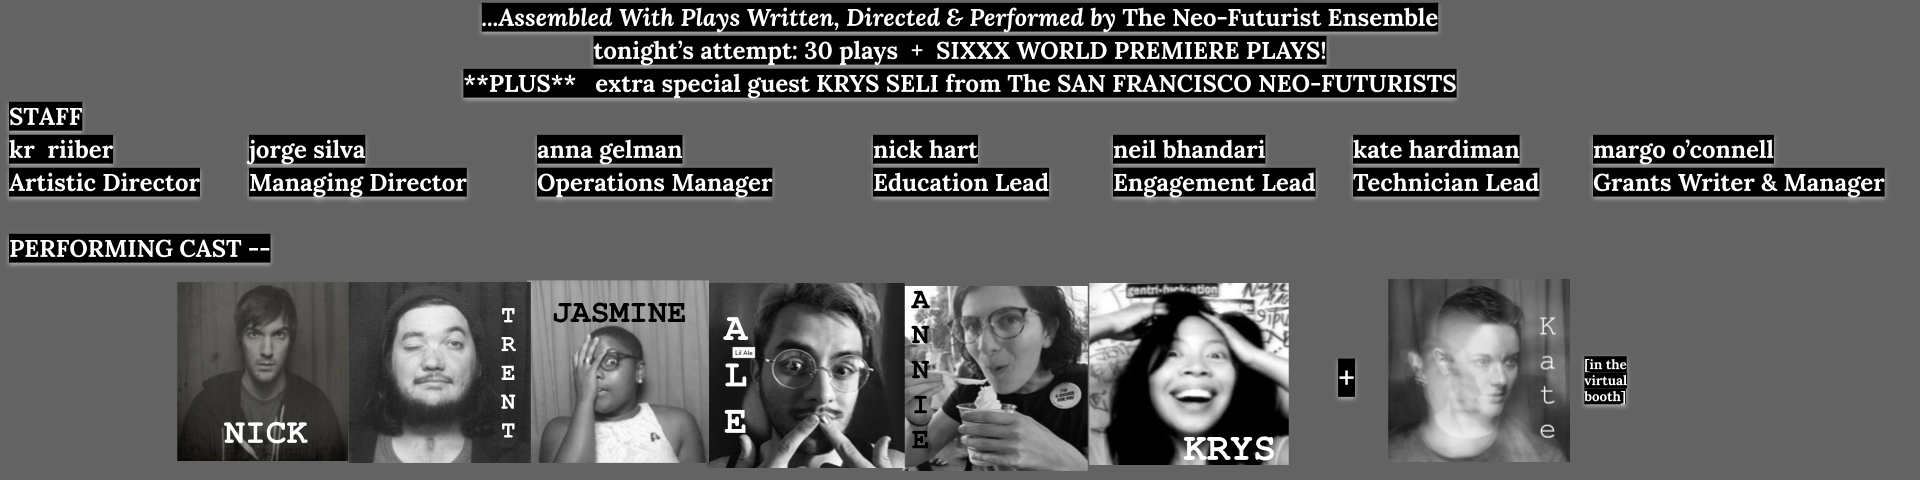 ...Assembled With Plays Written, Directed & Performed by The Neo-Futurist Ensemble
tonight’s attempt: 30 plays + SIXXX WORLD PREMIERE PLAYS!
**PLUS** extra special guest KRYS SELI from The SAN FRANCISCO NEO-FUTURISTS
STAFF
kr riiber jorge silva anna gelman nick hart neil bhandari kate hardiman margo o’connell
Artistic Director Managing Director Operations Manager Education Lead Engagement Lead Technician Lead Grants Writer & Manager
PERFORMING CAST --
NICK
TRENT
JASMINE
ALE
Lil Ale
ANNIE
gentri-fuck-ation
KRYS
+
Kate
[in the
virtual
booth]